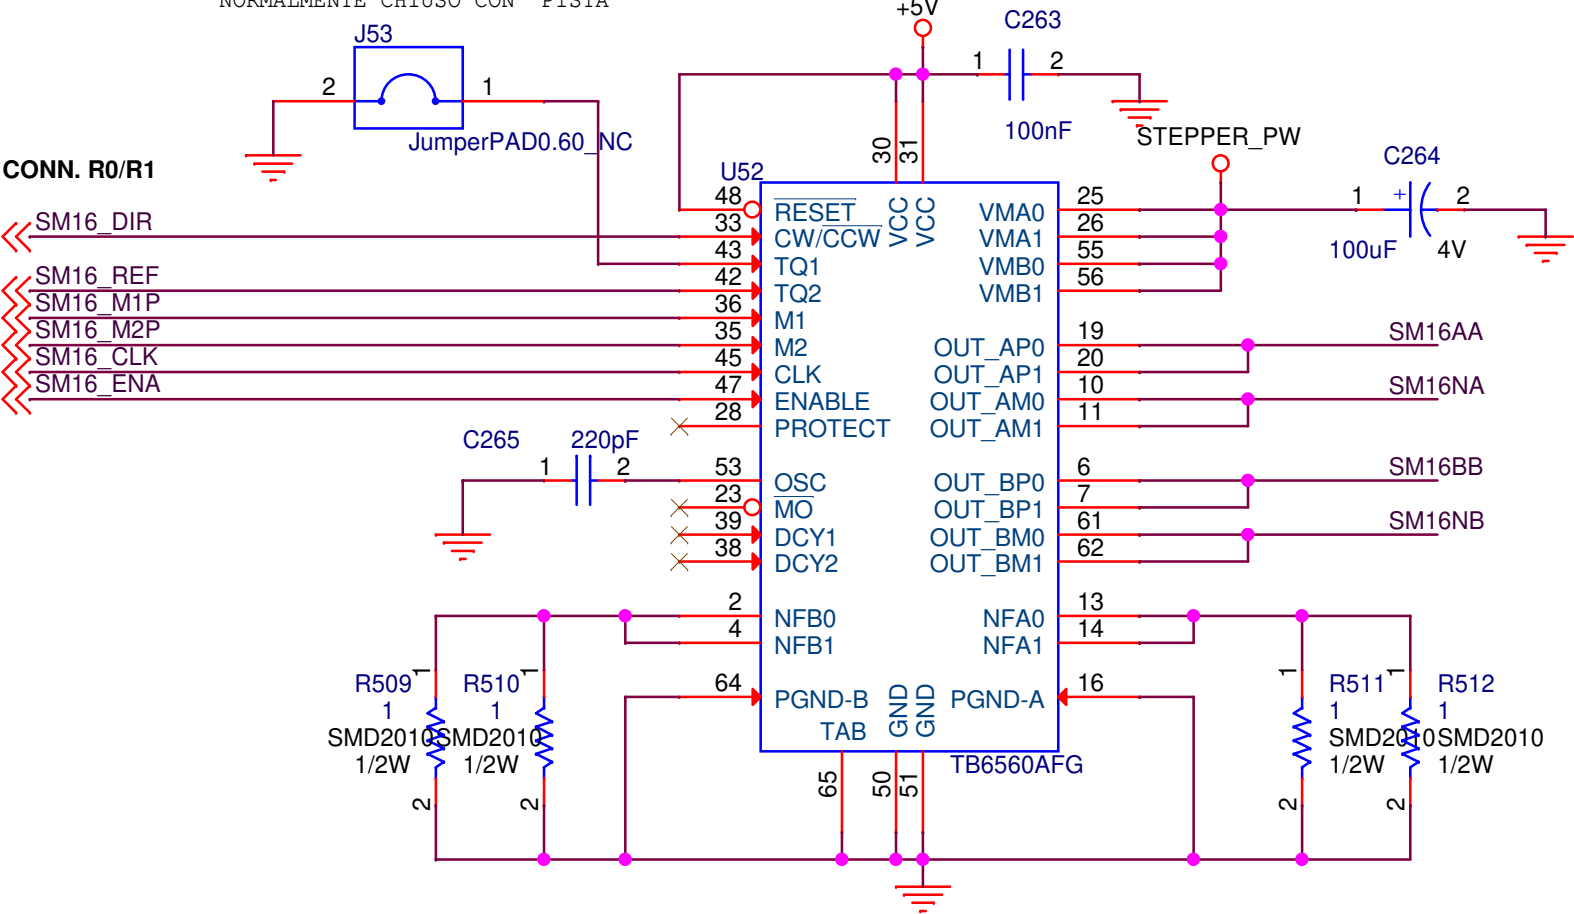 NORMALMENTE CHIUSO CON PISTA
+5V
C263
J53
1 2
2 1
JumperPAD0.60_NC
100nF
STEPPER_PW
CONN. R0/R1
30 31
C264
U52
1 + 2
100uF 4V
48 RESET
VCC VCC
VMA0 25
SM16_DIR 33 CW/CCW
VMA1 26
43 TQ1
VMB0 55
SM16_REF 42 TQ2
VMB1 56
SM16_M1P 36 M1
SM16_M2P 35 M2
OUT_AP0 19 SM16AA
SM16_CLK 45 CLK
OUT_AP1 20
SM16_ENA 47 ENABLE
OUT_AM0 10 SM16NA
28 PROTECT
OUT_AM1 11
C265 220pF
1 2
53 OSC
OUT_BP0 6 SM16BB
23 MO
OUT_BP1 7
39 DCY1
OUT_BM0 61 SM16NB
38 DCY2
OUT_BM1 62
2 NFB0
NFA0 13
4 NFB1
NFA1 14
64 PGND-B
GND GND
PGND-A 16
TAB
TB6560AFG
65 50 51
1
R509
1
SMD2010
1/2W
2
1
R510
1
SMD2010
1/2W
2
1
R511
1
SMD2010
1/2W
2
1
R512
1
SMD2010
1/2W
2